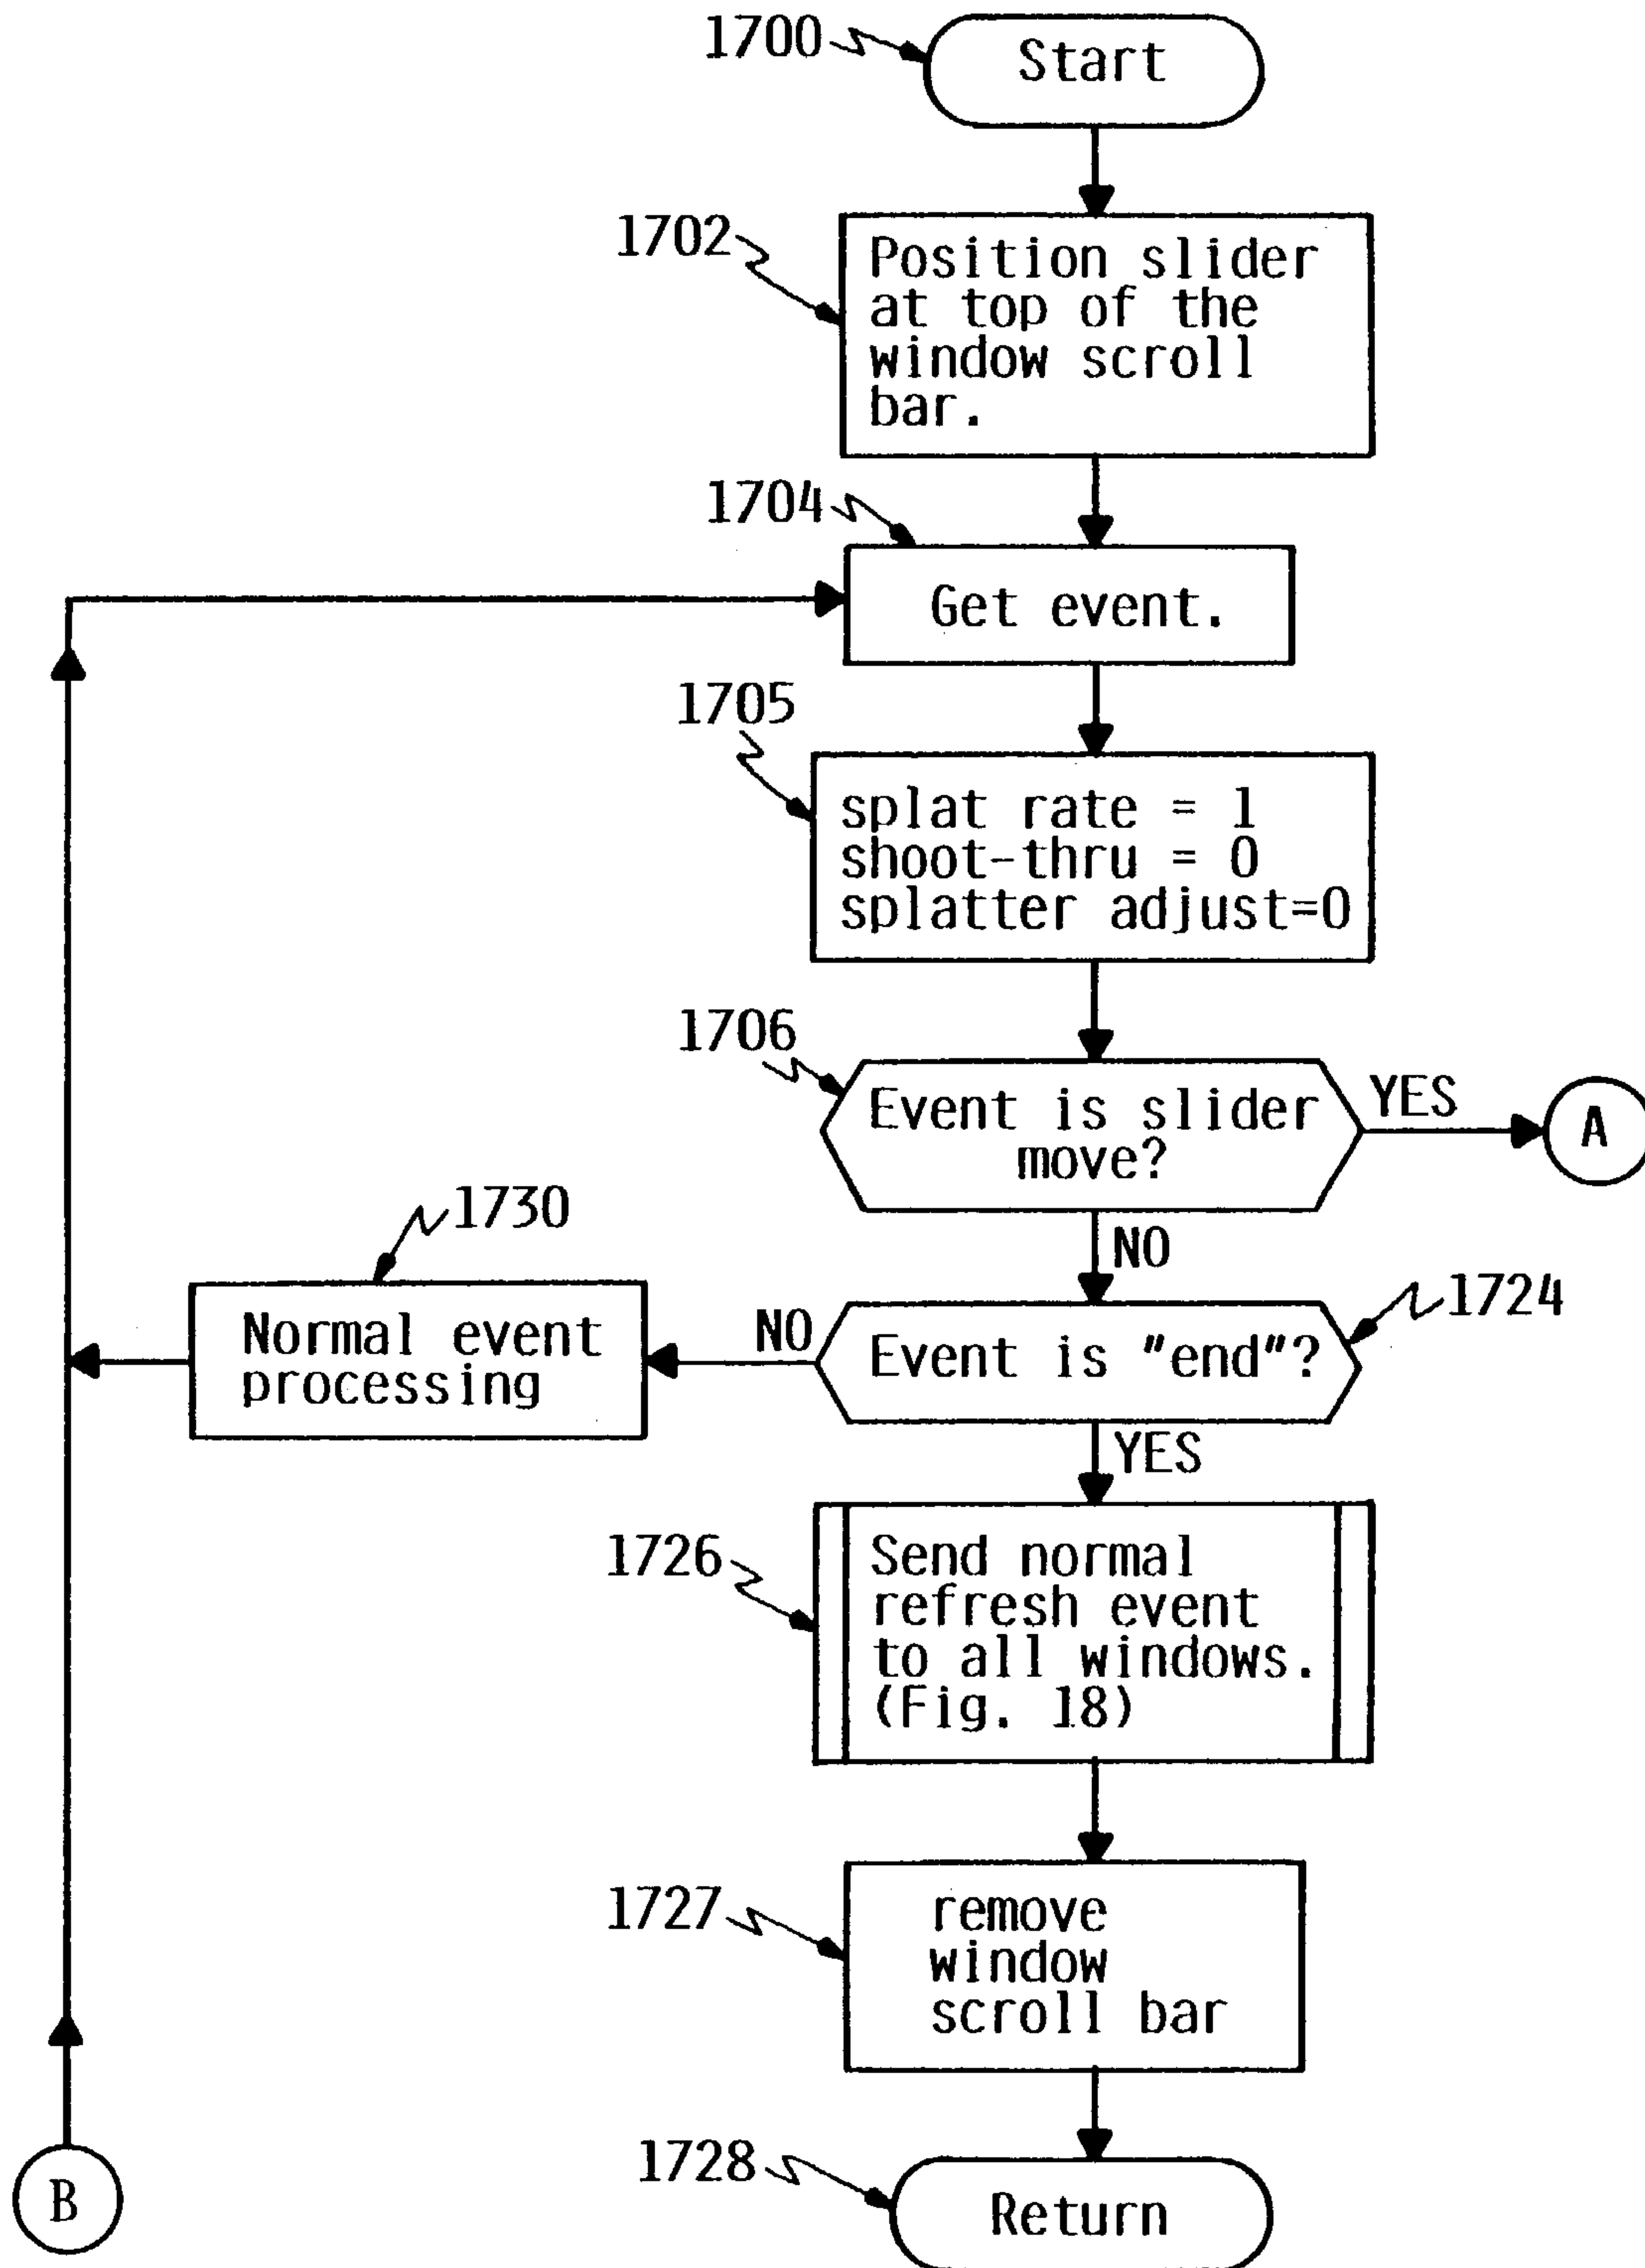 1700
Start
1702
Position slider
at top of the
window scroll
bar.
1704
Get event.
1705
splat rate = 1
shoot-thru = 0
splatter adjust=0
1706
Event is slider
move?
YES
A
NO
1730
Normal event
processing
NO
1724
Event is "end"?
YES
1726
Send normal
refresh event
to all windows.
(Fig. 18)
1727
remove
window
scroll bar
1728
Return
B